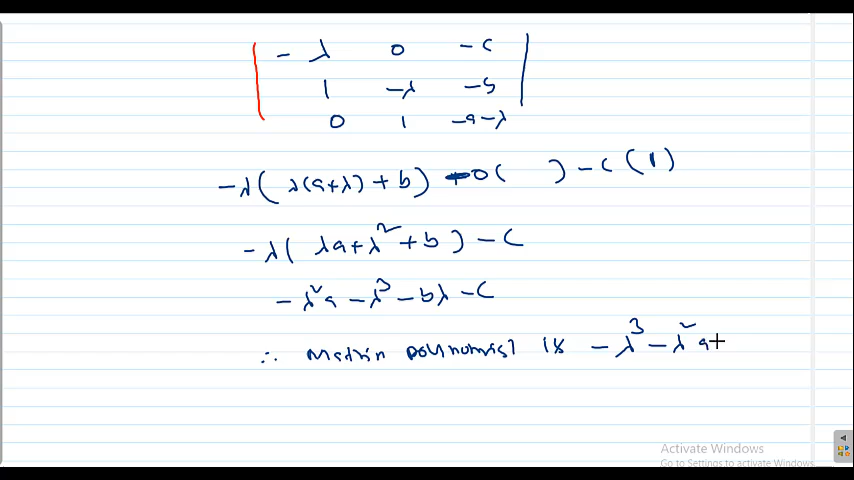 - λ 0 - c
1 -λ -b
0 1 -a-λ
-λ( λ(a+λ) + b) - 0( ) - c (1)
-λ( λa+λ² + b ) - c
- λ²a - λ³ - bλ - c
∴ Matrix polynomial is - λ³ - λ² a
Activate Windows
Go to Settings to activate Windows.